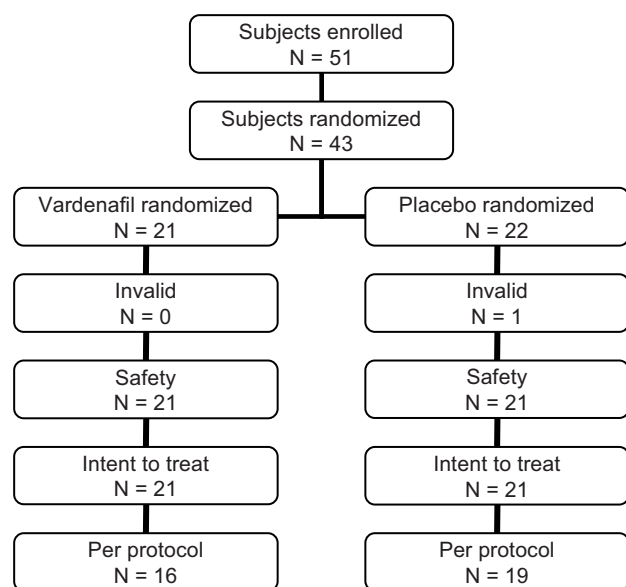 Subjects enrolled
N = 51
Subjects randomized
N = 43
Vardenafil randomized
N = 21
Placebo randomized
N = 22
Invalid
N = 0
Invalid
N = 1
Safety
N = 21
Safety
N = 21
Intent to treat
N = 21
Intent to treat
N = 21
Per protocol
N = 16
Per protocol
N = 19